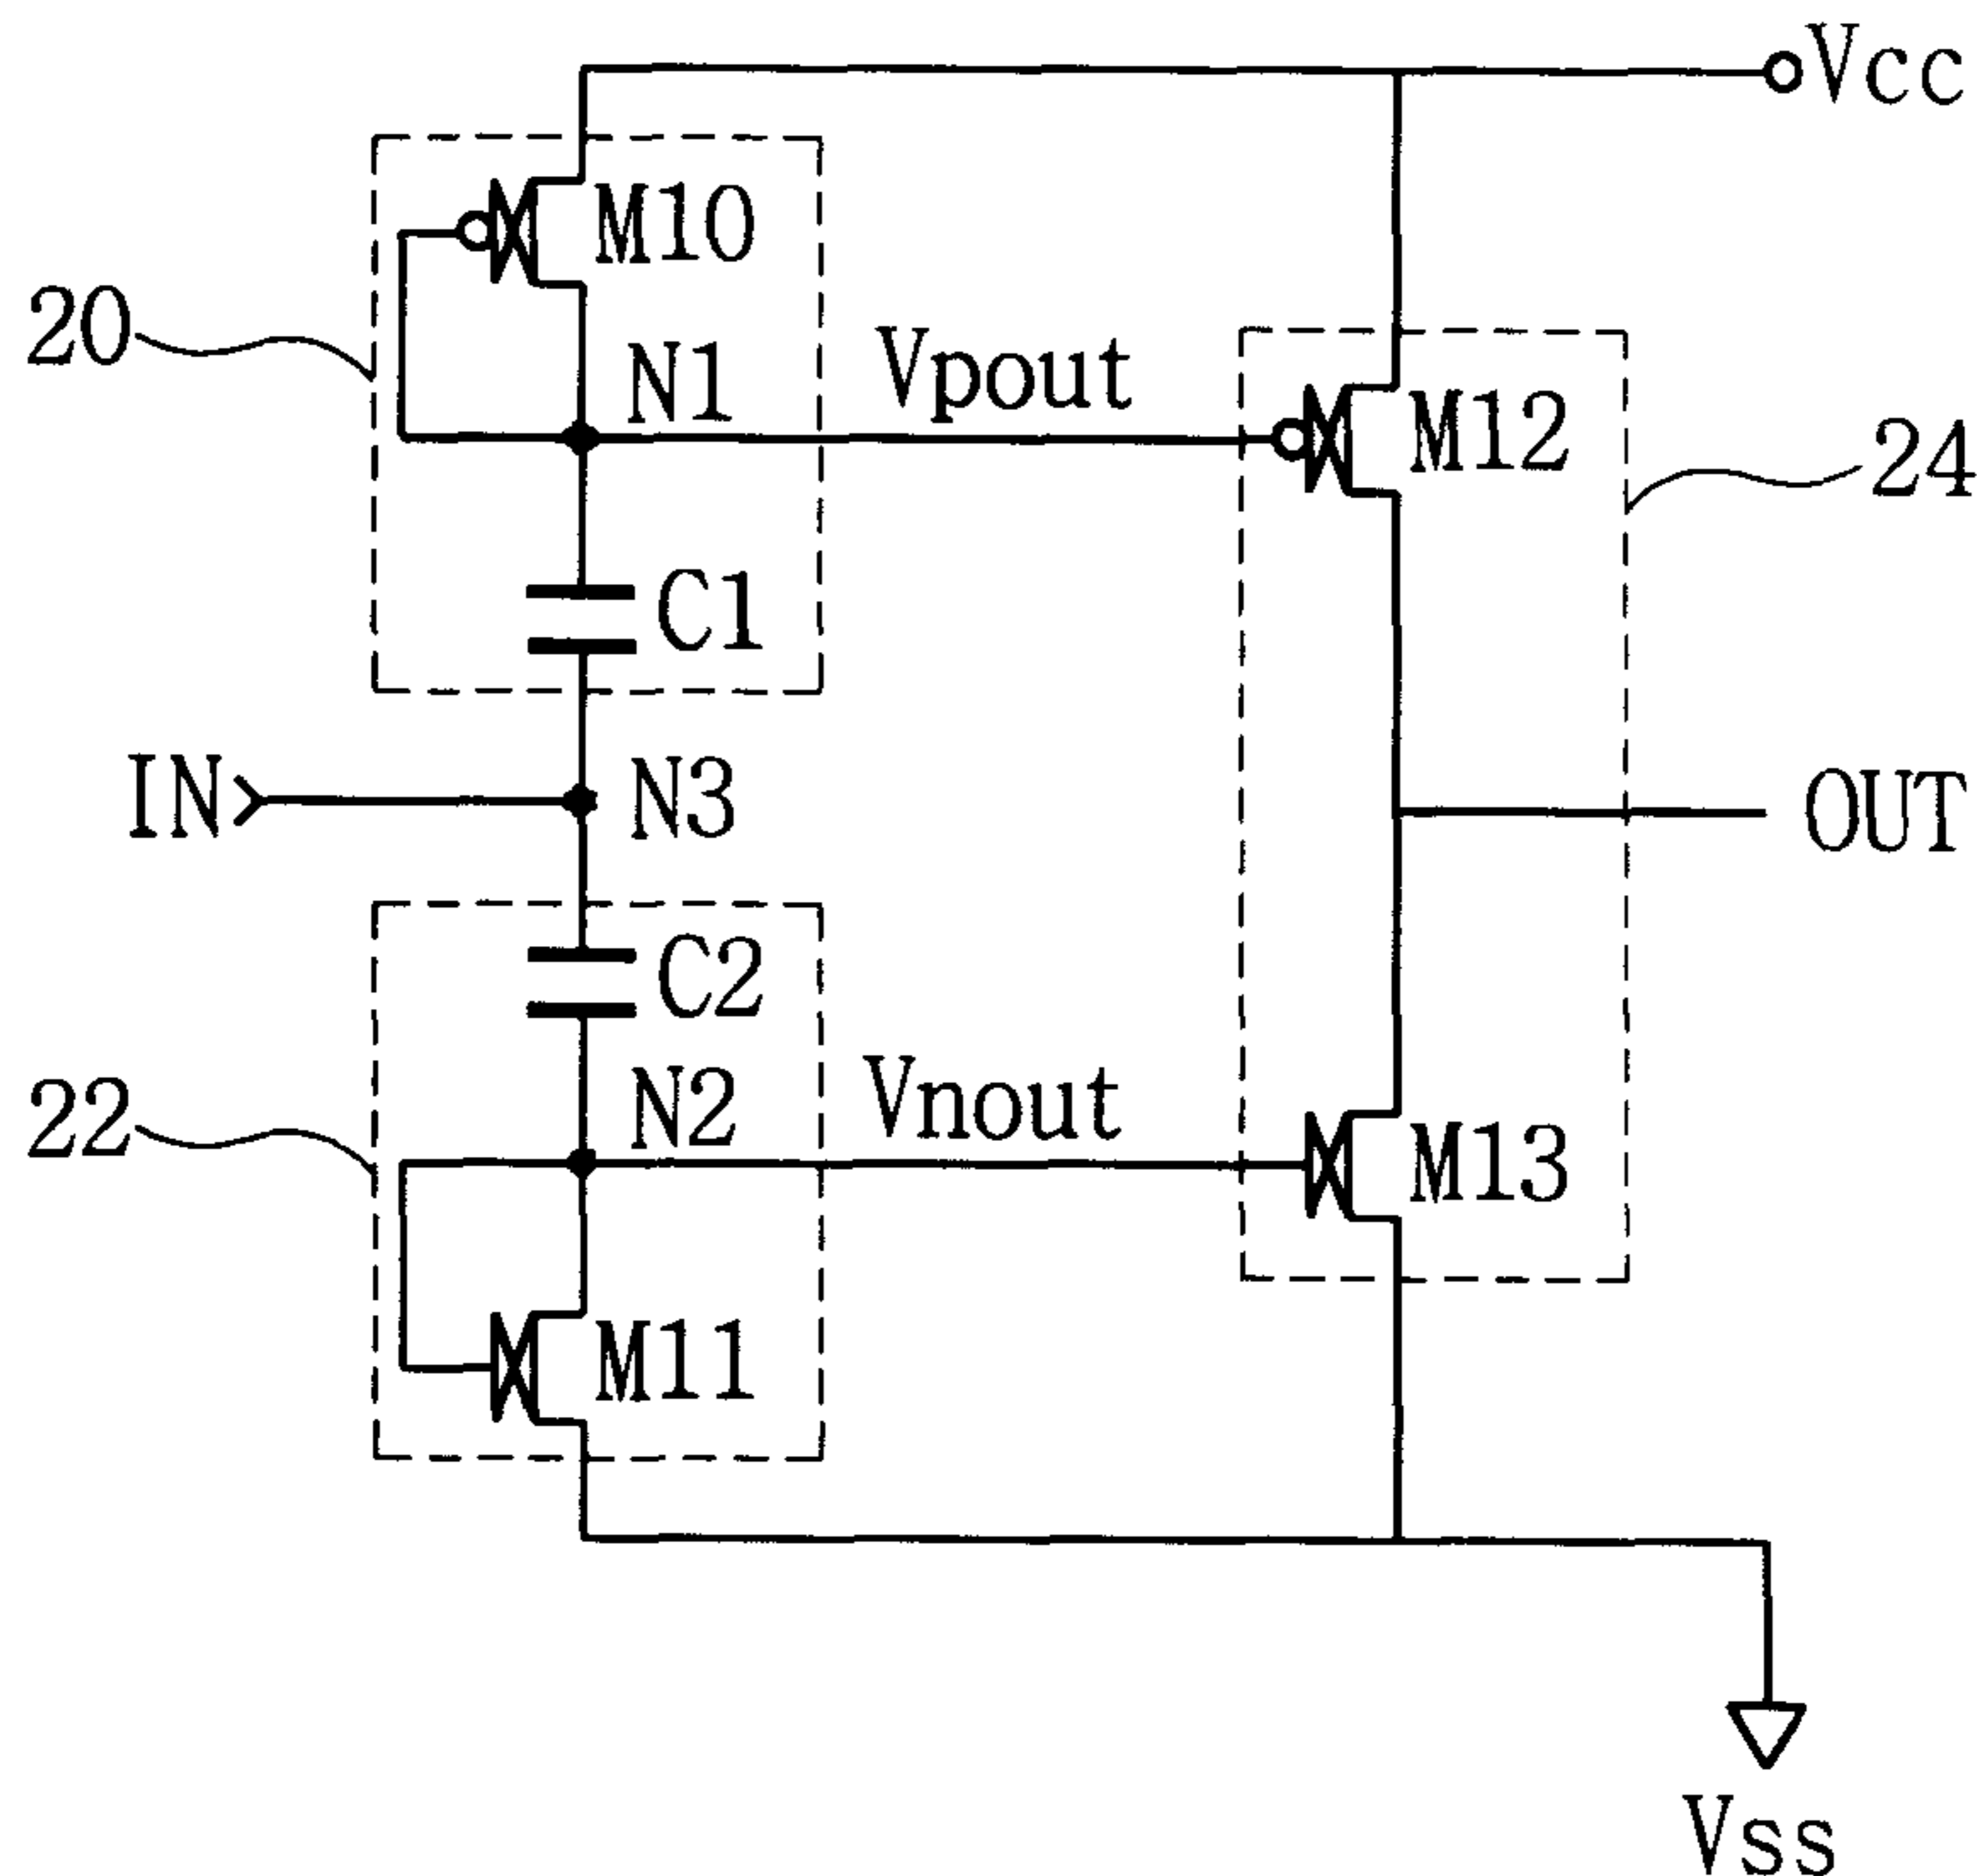 Vcc
M10
20
N1
Vpout
M12
24
C1
IN
N3
OUT
C2
22
N2
Vnout
M13
M11
Vss